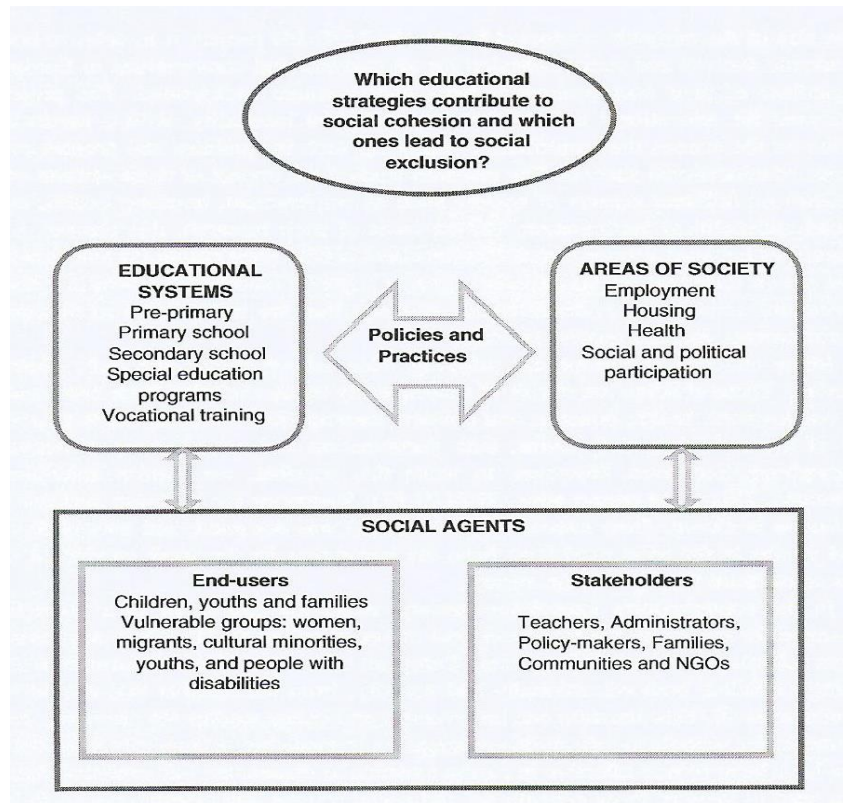 Which educational
strategies contribute to
social cohesion and which
ones lead to social
exclusion?
EDUCATIONAL
SYSTEMS
Pre-primary
Primary school
Secondary school
Special education
programs
Vocational training
Policies and
Practices
AREAS OF SOCIETY
Employment
Housing
Health
Social and political
participation
SOCIAL AGENTS
End-users
Children, youths and families
Vulnerable groups: women,
migrants, cultural minorities,
youths, and people with
disabilities
Stakeholders
Teachers, Administrators,
Policy-makers, Families,
Communities and NGOs